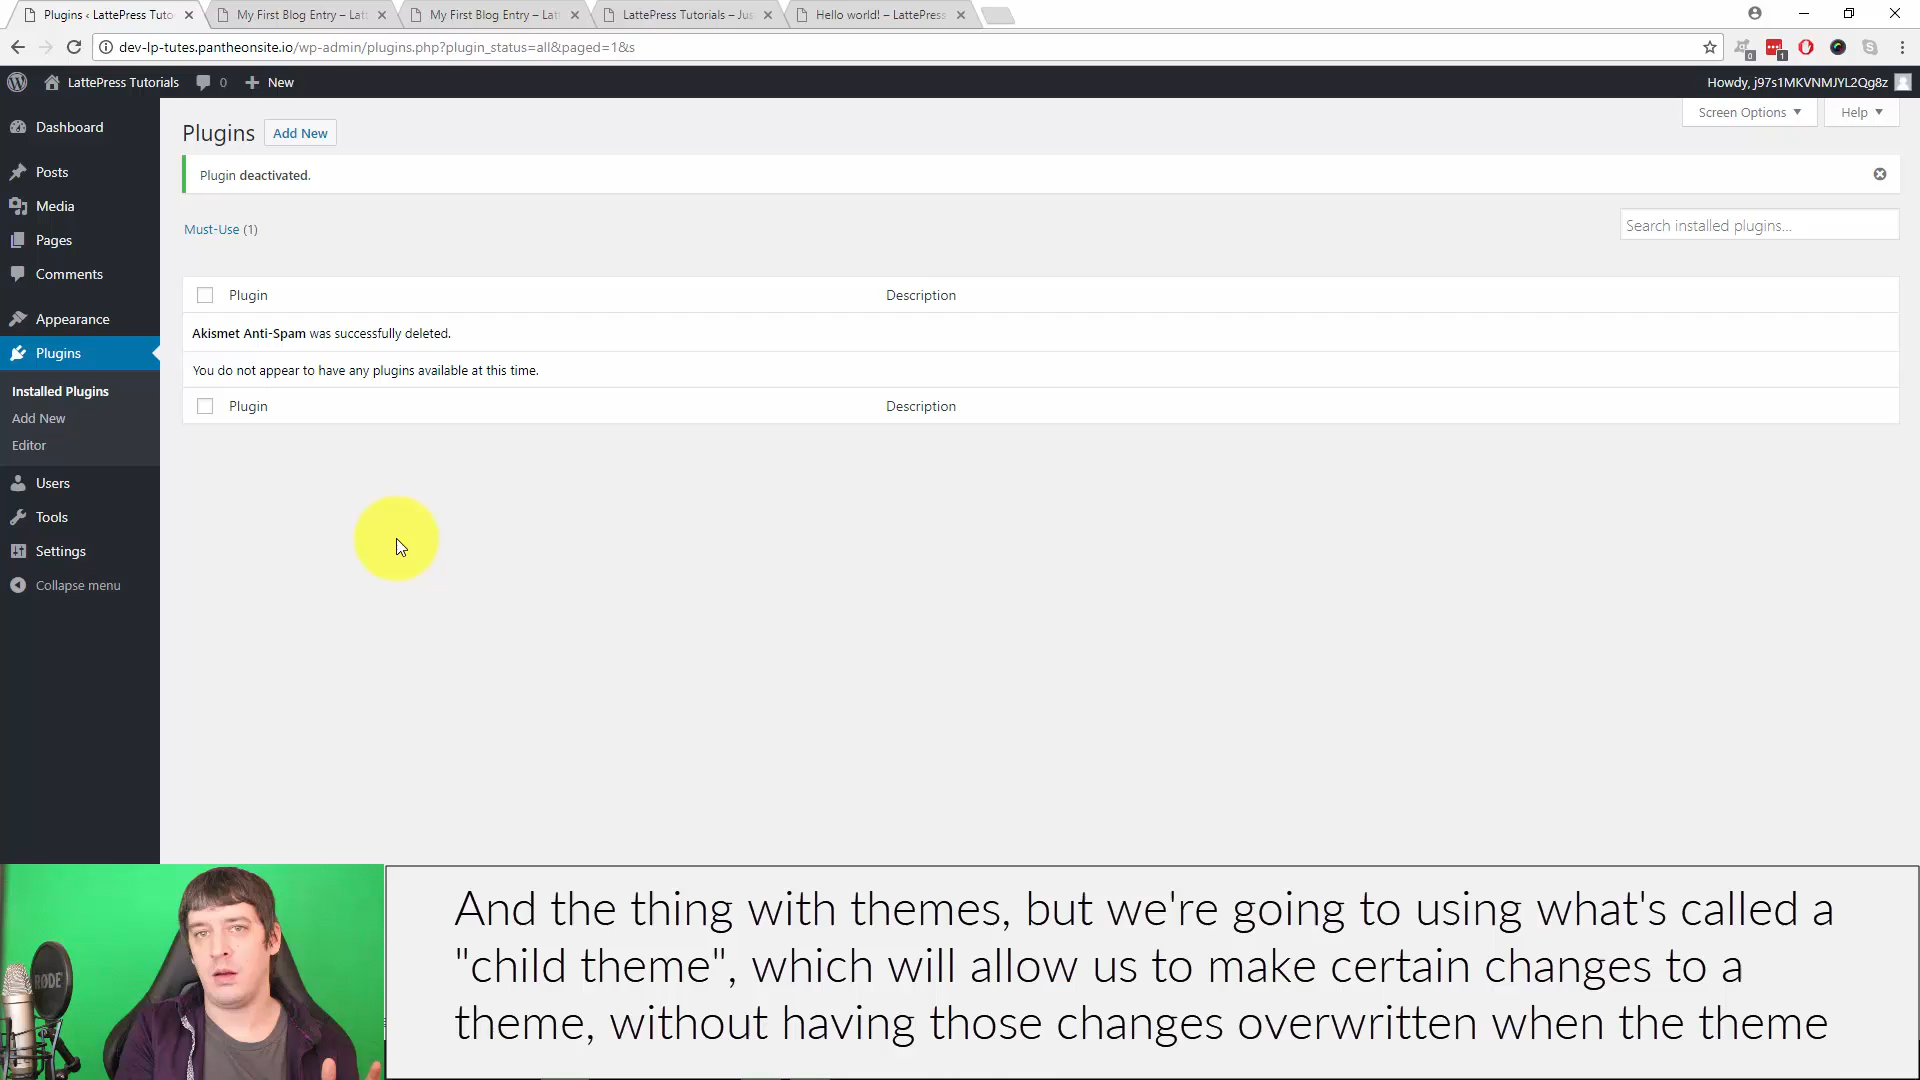 Plugins ‹ LattePress Tuto
My First Blog Entry – Lat
My First Blog Entry – Lat
LattePress Tutorials – Jus
Hello world! – LattePress
dev-lp-tutes.pantheonsite.io/wp-admin/plugins.php?plugin_status=all&paged=1&s
0
1
LattePress Tutorials
0
New
Howdy, j97s1MKVNMJYL2Qg8z
Dashboard
Posts
Media
Pages
Comments
Appearance
Plugins
Installed Plugins
Add New
Editor
Users
Tools
Settings
Collapse menu
Screen Options
Help
Plugins
Add New
Plugin deactivated.
Must-Use (1)
Search installed plugins...
Plugin
Description
Akismet Anti-Spam was successfully deleted.
You do not appear to have any plugins available at this time.
Plugin
Description
RØDE
And the thing with themes, but we're going to using what's called a
"child theme", which will allow us to make certain changes to a
theme, without having those changes overwritten when the theme